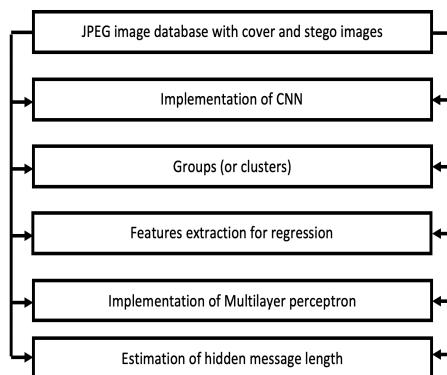 JPEG image database with cover and stego images
Implementation of CNN
Groups (or clusters)
Features extraction for regression
Implementation of Multilayer perceptron
Estimation of hidden message length